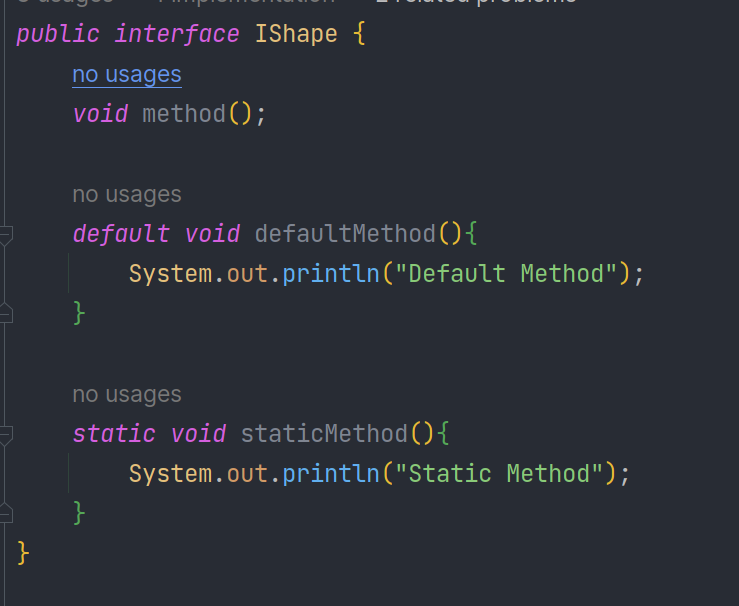 public interface IShape {
no usages
void method();
no usages
default void defaultMethod(){
System.out.println("Default Method");
}
no usages
static void staticMethod(){
System.out.println("Static Method");
}
}